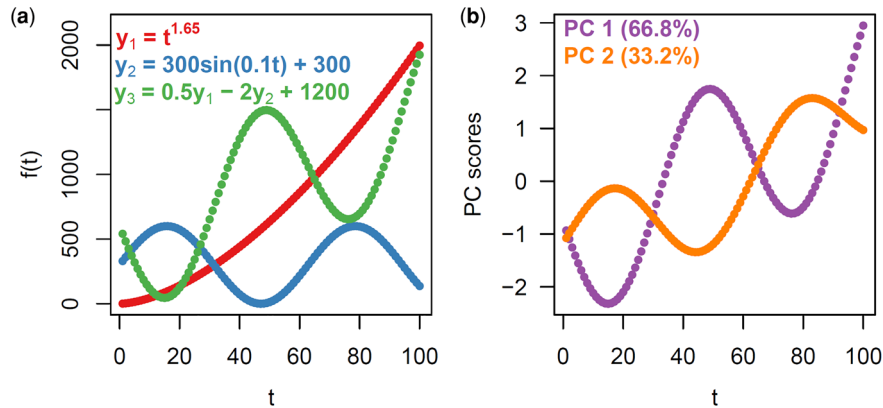 (a)
y₁ = t^1.65
y₂ = 300sin(0.1t) + 300
y₃ = 0.5y₁ − 2y₂ + 1200
f(t)
2000
1000
500
0
0 20 40 60 80 100
t
(b)
PC 1 (66.8%)
PC 2 (33.2%)
PC scores
3
2
1
0
−1
−2
0 20 40 60 80 100
t